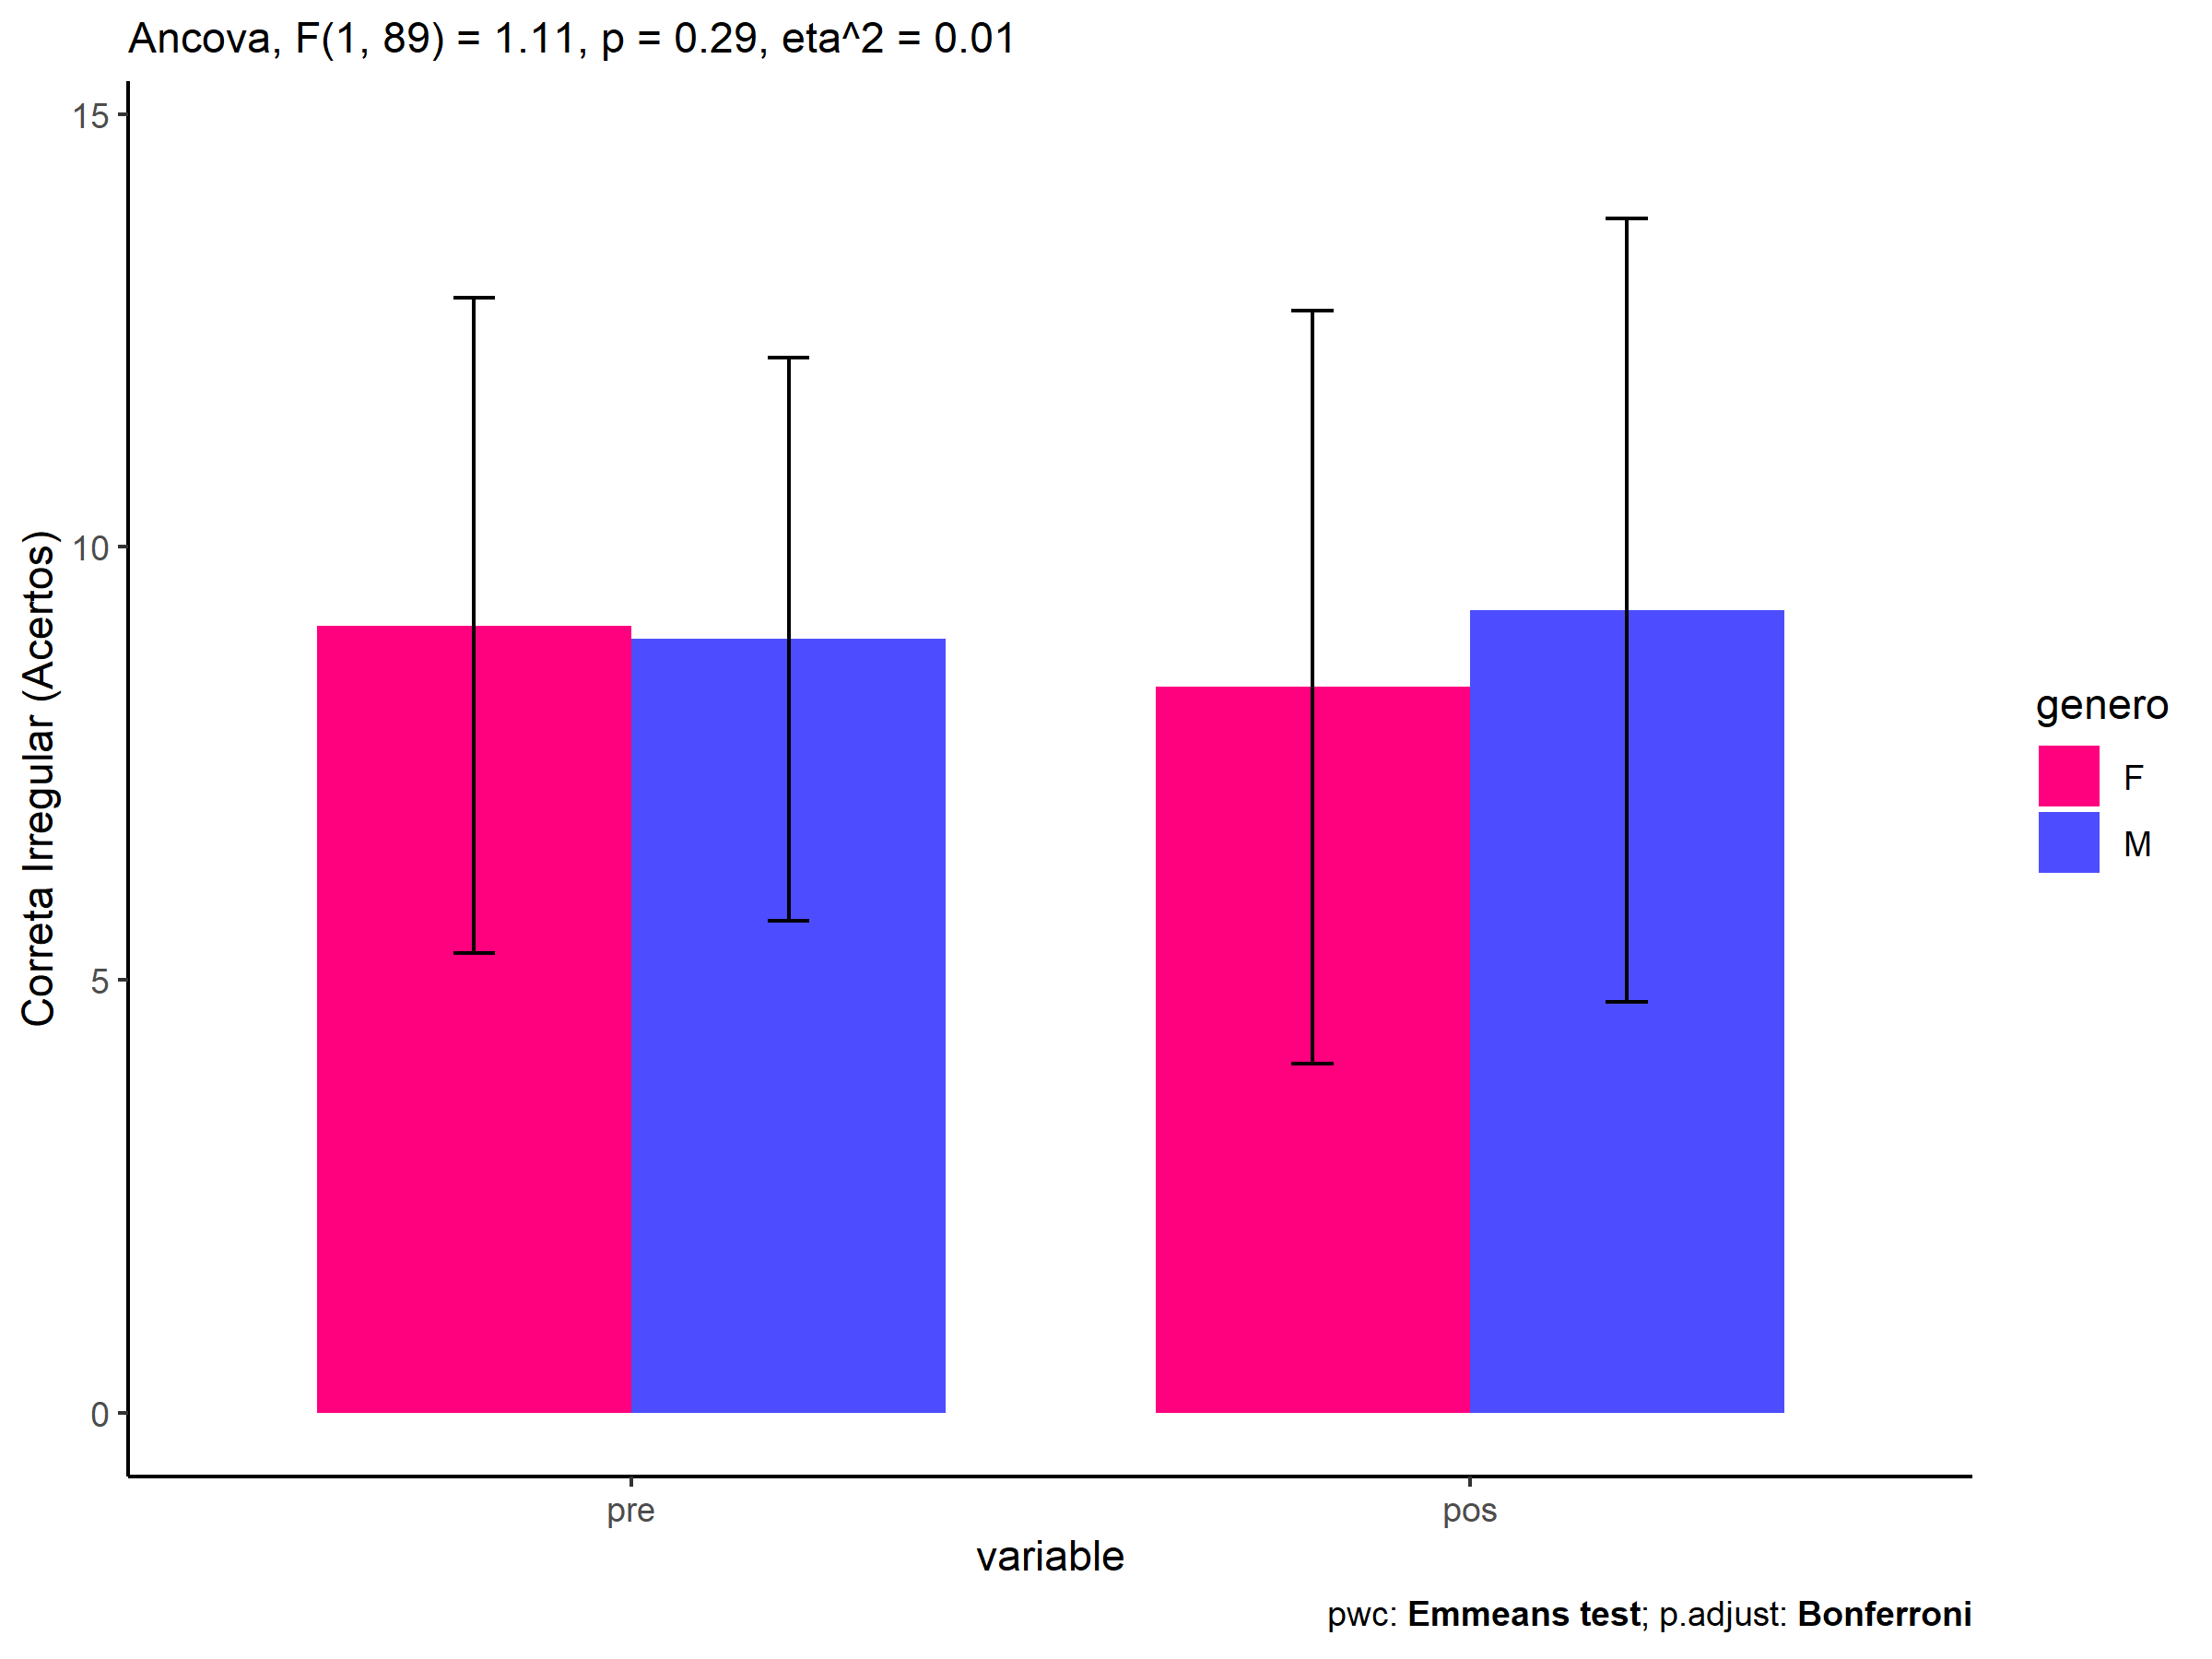 Ancova, F(1, 89) = 1.11, p = 0.29, eta^2 = 0.01
Correta Irregular (Acertos)
15
10
5
0
pre
pos
variable
genero
F
M
pwc: Emmeans test; p.adjust: Bonferroni